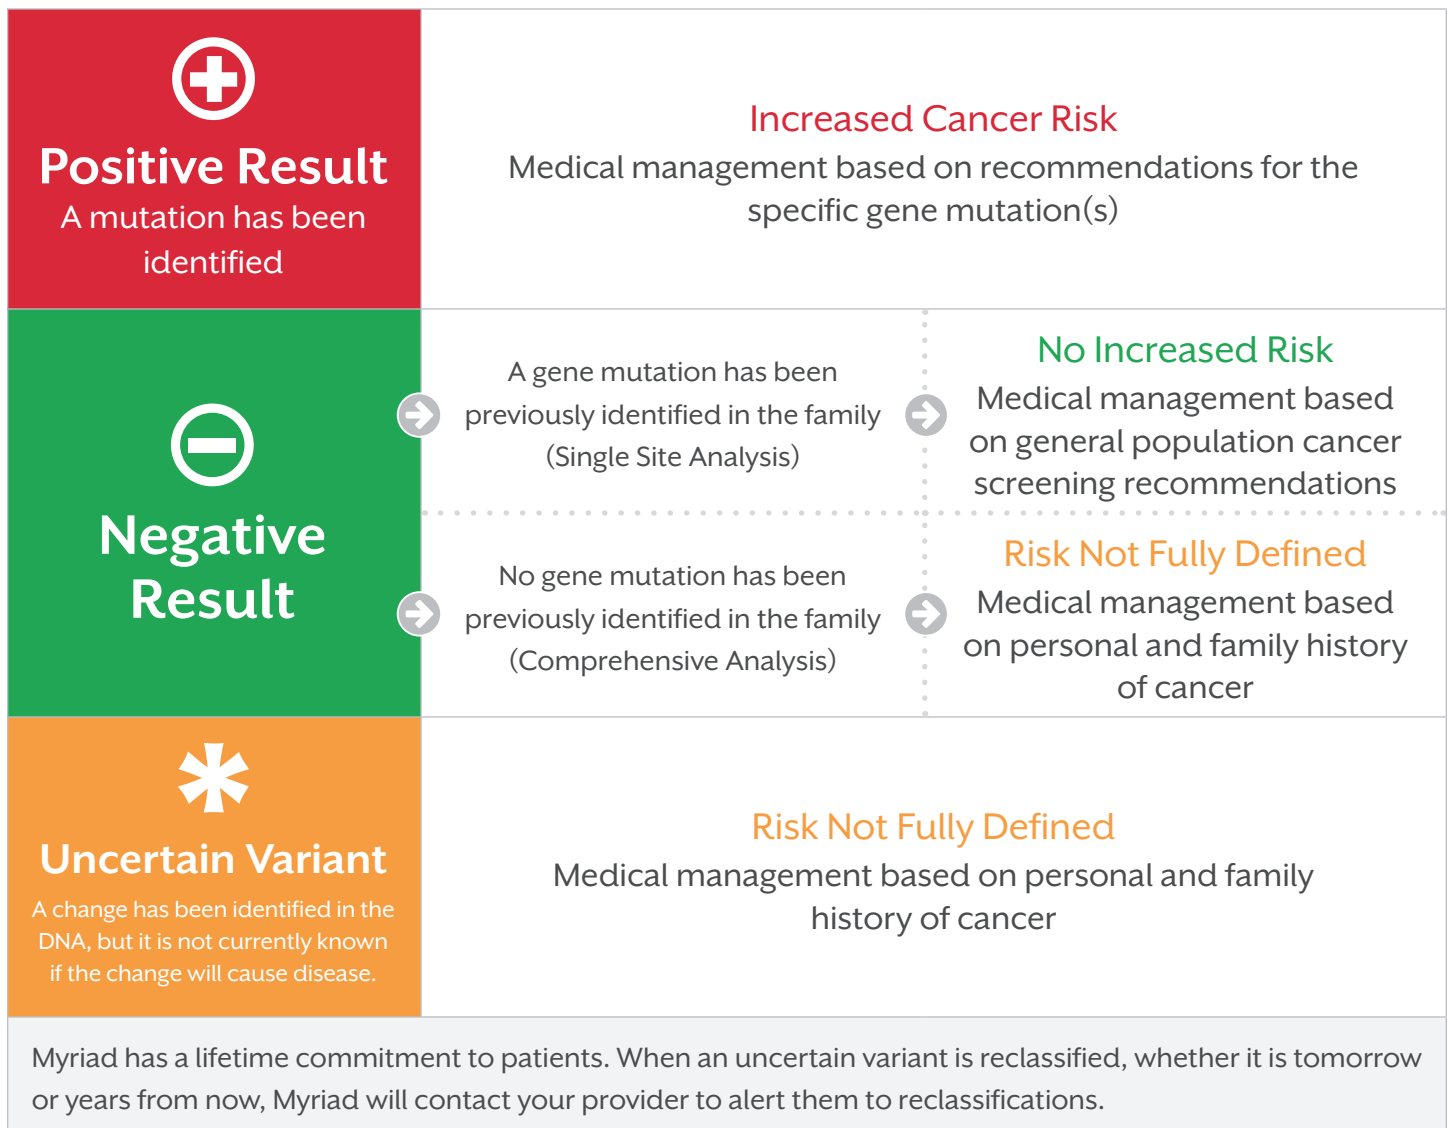 Positive Result
A mutation has been
identified
Increased Cancer Risk
Medical management based on recommendations for the
specific gene mutation(s)
Negative
Result
A gene mutation has been
previously identified in the family
(Single Site Analysis)
No Increased Risk
Medical management based
on general population cancer
screening recommendations
No gene mutation has been
previously identified in the family
(Comprehensive Analysis)
Risk Not Fully Defined
Medical management based
on personal and family history
of cancer
Uncertain Variant
A change has been identified in the
DNA, but it is not currently known
if the change will cause disease.
Risk Not Fully Defined
Medical management based on personal and family
history of cancer
Myriad has a lifetime commitment to patients. When an uncertain variant is reclassified, whether it is tomorrow
or years from now, Myriad will contact your provider to alert them to reclassifications.